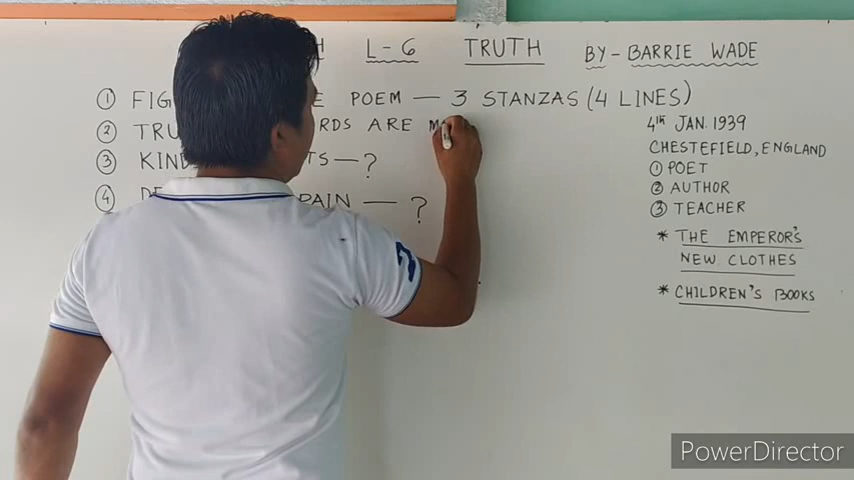 L-6 TRUTH BY-BARRIE WADE
① FIG POEM — 3 STANZAS (4 LINES)
② TRU RDS ARE M
③ KIND TS—?
④ PAIN — ?
4th JAN. 1939
CHESTEFIELD, ENGLAND
① POET
② AUTHOR
③ TEACHER
* THE EMPEROR'S
NEW CLOTHES
* CHILDREN'S BOOKS
PowerDirector